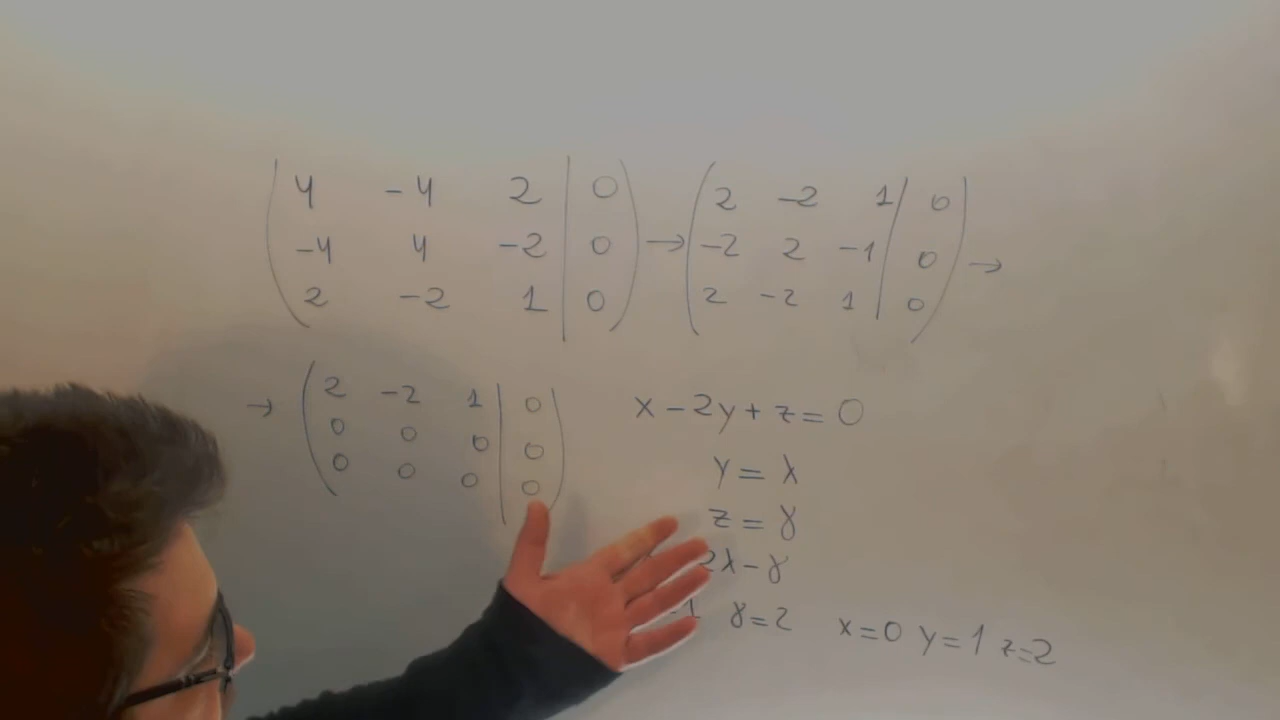 ( 4 -4 2 | 0 ) → ( 2 -2 1 | 0 ) →
-4 4 -2 | 0 -2 2 -1 | 0
2 -2 1 | 0 2 -2 1 | 0
→ ( 2 -2 1 | 0 )
0 0 0 | 0
0 0 0 | 0
x - 2y + z = 0
y = λ
z = γ
2λ - γ
1 γ = 2 x = 0 y = 1 z = 2